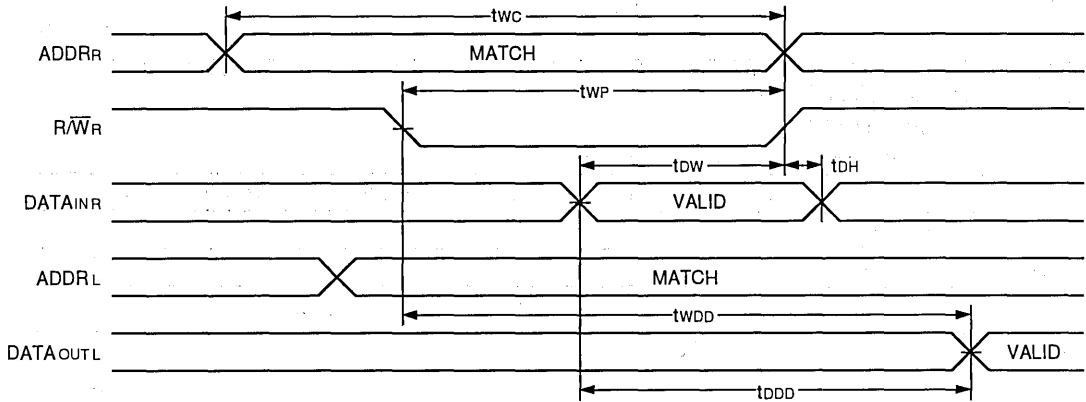 tWC
ADDRR MATCH
tWP
R/W̅R
tDW tDH
DATAINR VALID
ADDRL MATCH
tWDD
DATAOUTL VALID
tDDD